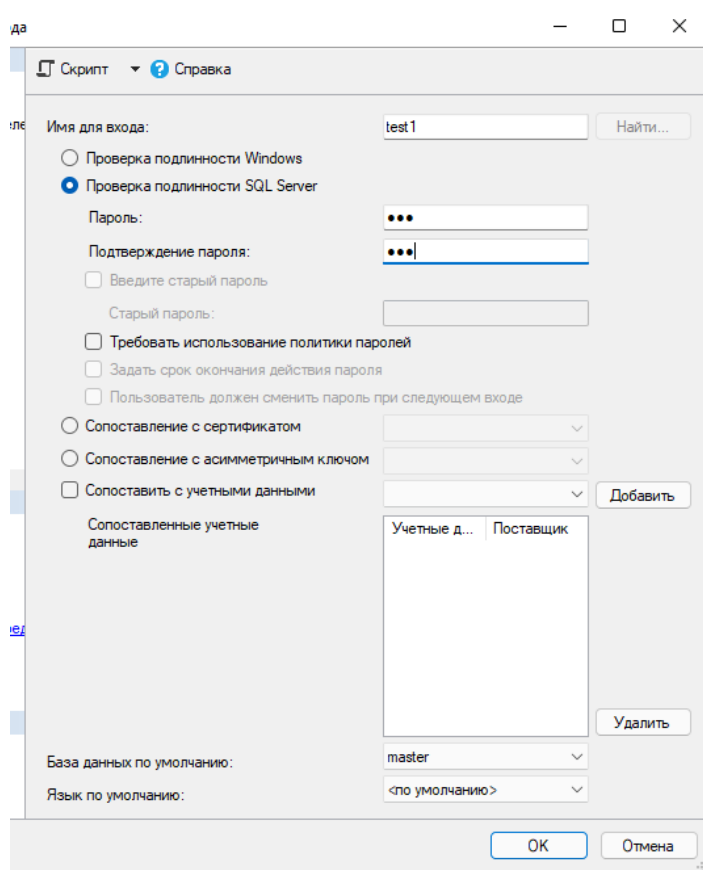 ода
Скрипт Справка
еле
Имя для входа: test1 Найти...
Проверка подлинности Windows
Проверка подлинности SQL Server
Пароль: ●●●
Подтверждение пароля: ●●●
Введите старый пароль
Старый пароль:
Требовать использование политики паролей
Задать срок окончания действия пароля
Пользователь должен сменить пароль при следующем входе
Сопоставление с сертификатом
Сопоставление с асимметричным ключом
Сопоставить с учетными данными Добавить
Сопоставленные учетные
данные
Учетные д... Поставщик
ред
Удалить
База данных по умолчанию: master
Язык по умолчанию: <по умолчанию>
OK Отмена